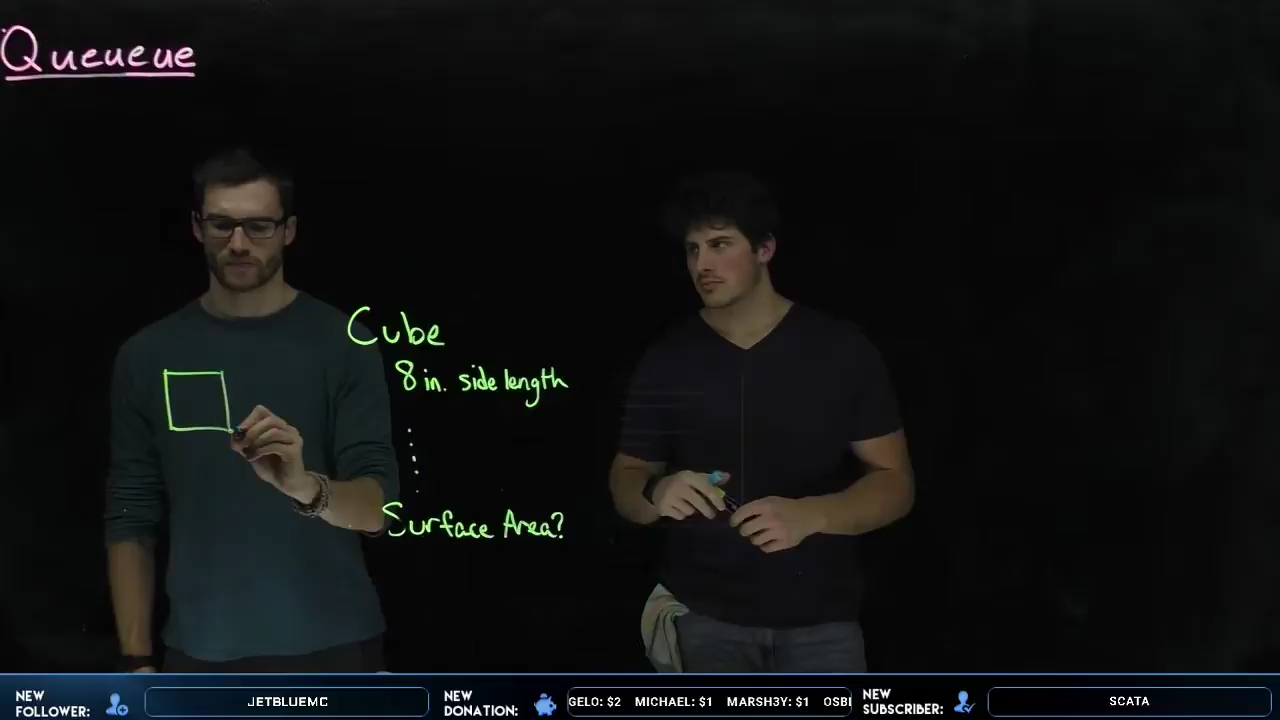 Queueue
Cube
8 in. side length
Surface Area?
NEW FOLLOWER:
JETBLUEMC
NEW DONATION:
GELO: $2 MICHAEL: $1 MARSH3Y: $1 OSBI
NEW SUBSCRIBER:
SCATA